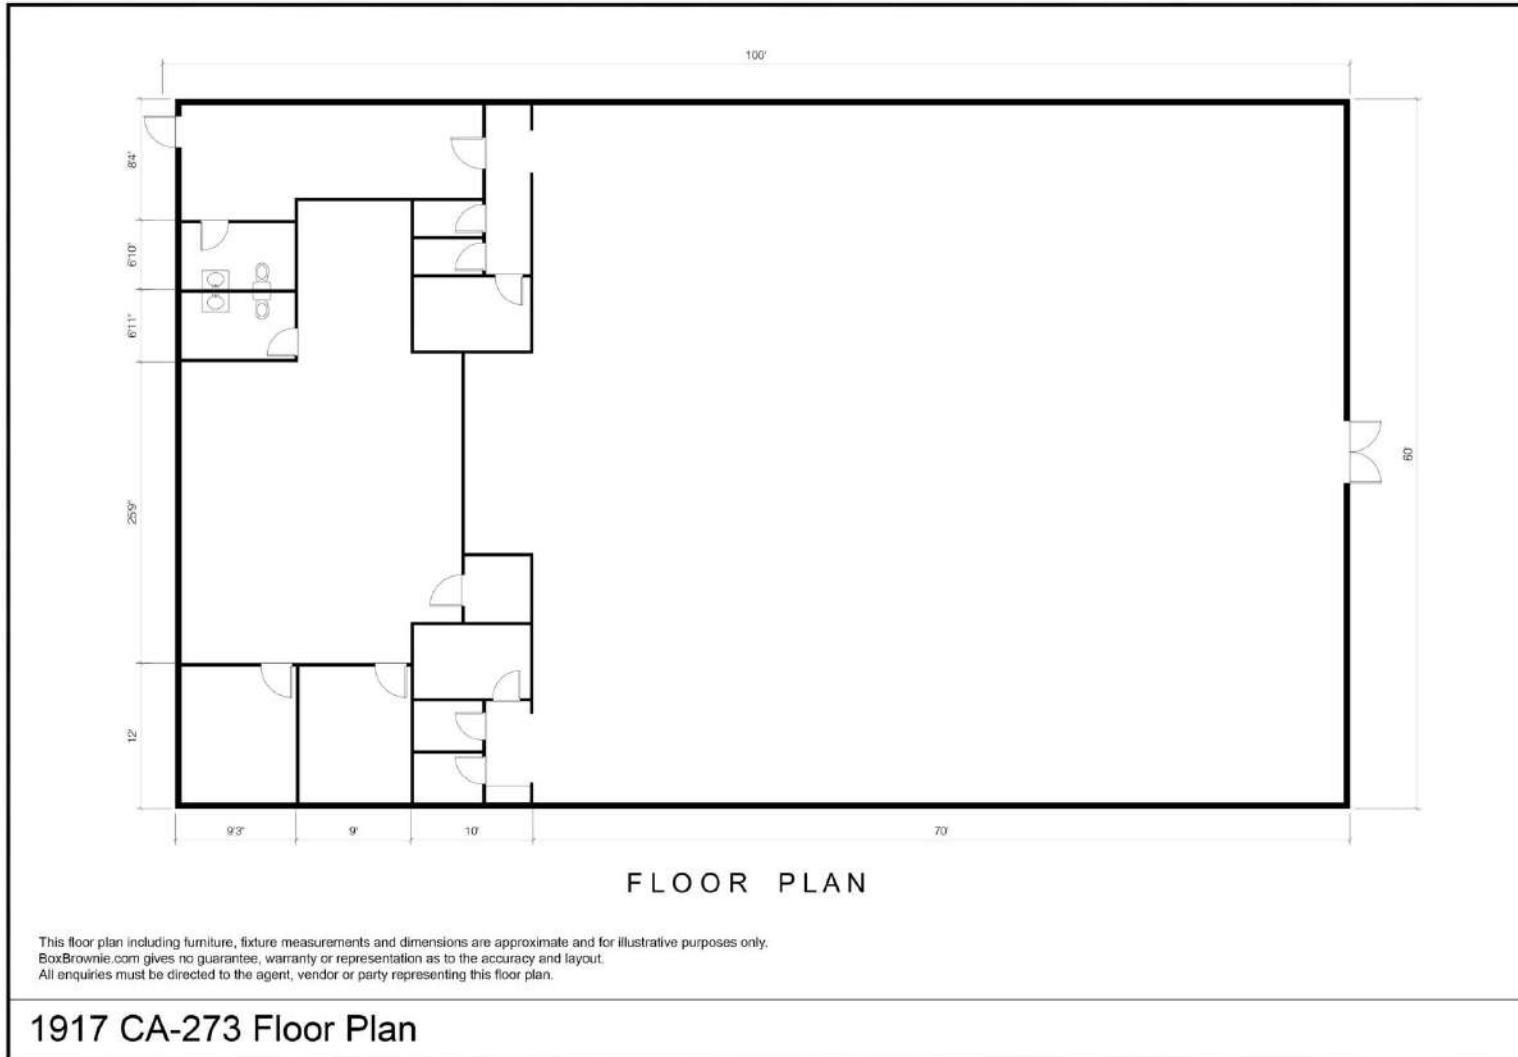 100'
8'4"
6'10"
6'11"
25'9"
12'
60'
9'3"
9'
10'
70'
FLOOR PLAN
This floor plan including furniture, fixture measurements and dimensions are approximate and for illustrative purposes only.
BoxBrownie.com gives no guarantee, warranty or representation as to the accuracy and layout.
All enquiries must be directed to the agent, vendor or party representing this floor plan.
1917 CA-273 Floor Plan